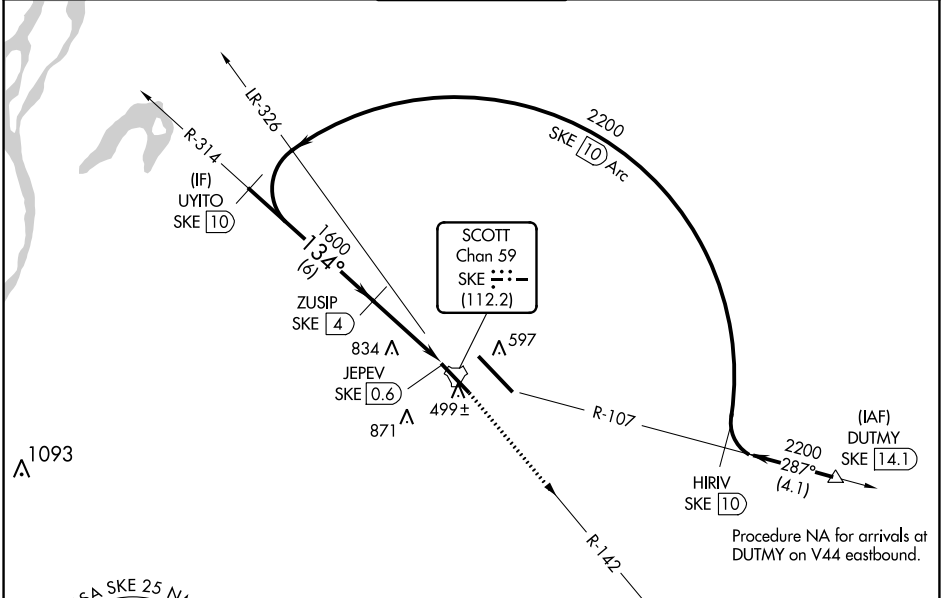 LR-326
R-314
2200
SKE 10 Arc
(IF)
UYITO
SKE 10
1600
134°
(6)
SCOTT
Chan 59
SKE
(112.2)
ZUSIP
SKE 4
834
597
JEPEV
SKE 0.6
499±
871
R-107
1093
(IAF)
DUTMY
SKE 14.1
2200
287°
(4.1)
HIRIV
SKE 10
Procedure NA for arrivals at
DUTMY on V44 eastbound.
R-142
SKE 25